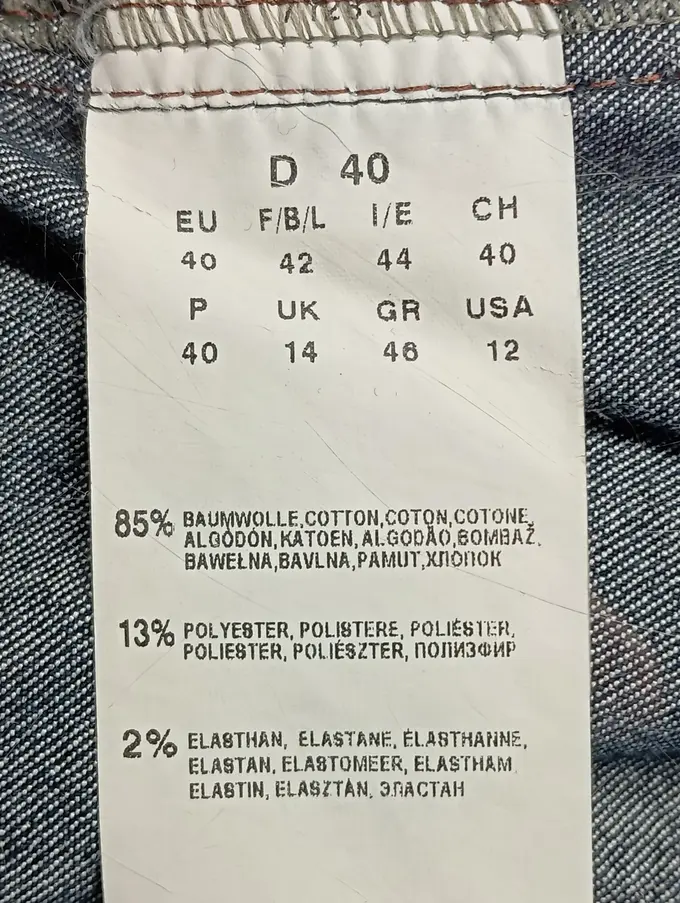 D 40
EU F/B/L I/E CH
40 42 44 40
P UK GR USA
40 14 46 12
85% BAUMWOLLE,COTTON,COTON,COTONE,
ALGODÓN,KATOEN,ALGODÃO,BOMBAŽ,
BAWEŁNA,BAVLNA,PAMUT,ХЛОПОК
13% POLYESTER, POLISTERE, POLIÉSTER,
POLIESTER, POLIÉSZTER, ПОЛИЗФИР
2% ELASTHAN, ELASTANE, ÉLASTHANNE,
ELASTAN, ELASTOMEER, ELASTHAM
ELASTIN, ELASZTÁN, ЭЛАСТАН